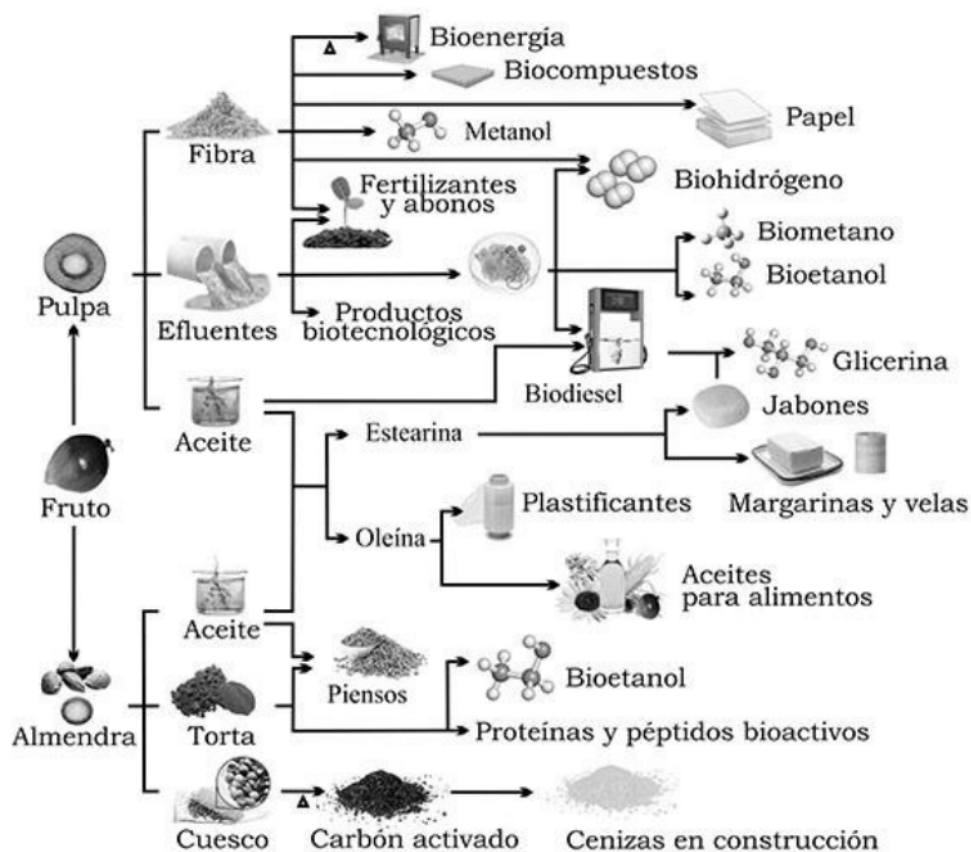 Bioenergía
Biocompuestos
Papel
Metanol
Fibra
Biohidrógeno
Fertilizantes
y abonos
Biometano
Bioetanol
Pulpa
Efluentes
Productos
biotecnológicos
Glicerina
Biodiesel
Jabones
Aceite
Estearina
Margarinas y velas
Fruto
Plastificantes
Oleína
Aceites
para alimentos
Aceite
Piensos
Bioetanol
Almendra
Torta
Proteínas y péptidos bioactivos
Cuesco
Carbón activado
Cenizas en construcción